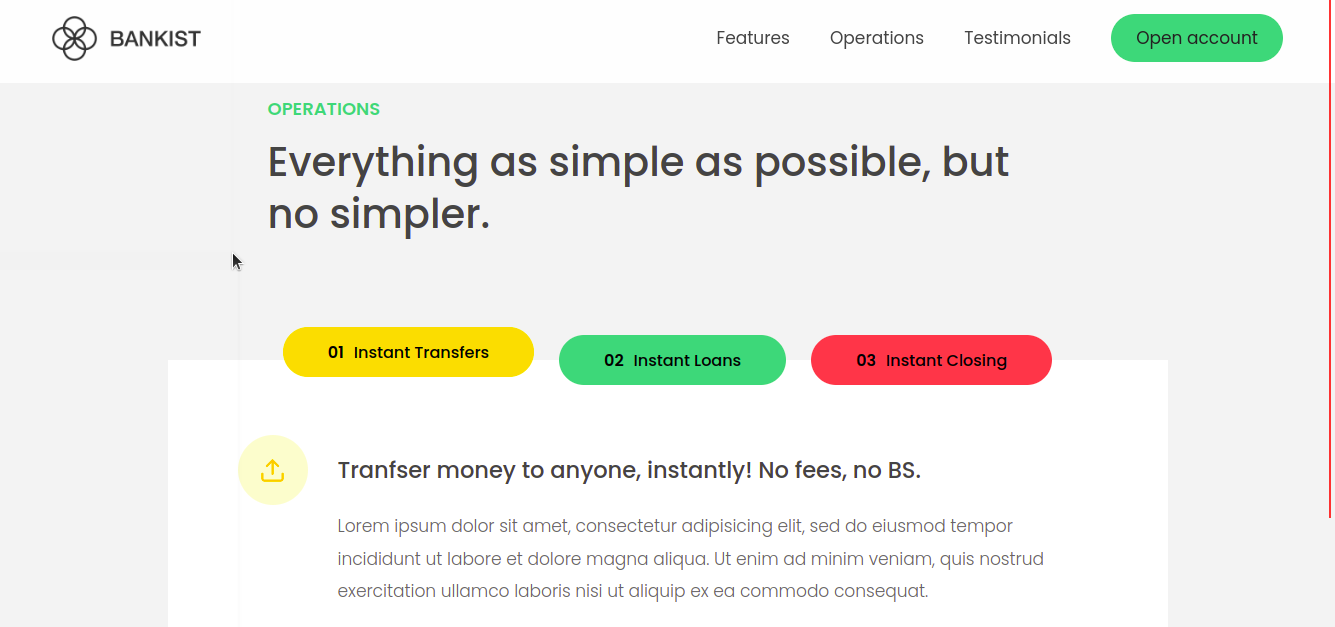 BANKIST
Features
Operations
Testimonials
Open account
OPERATIONS
Everything as simple as possible, but
no simpler.
01 Instant Transfers
02 Instant Loans
03 Instant Closing
Tranfser money to anyone, instantly! No fees, no BS.
Lorem ipsum dolor sit amet, consectetur adipisicing elit, sed do eiusmod tempor
incididunt ut labore et dolore magna aliqua. Ut enim ad minim veniam, quis nostrud
exercitation ullamco laboris nisi ut aliquip ex ea commodo consequat.